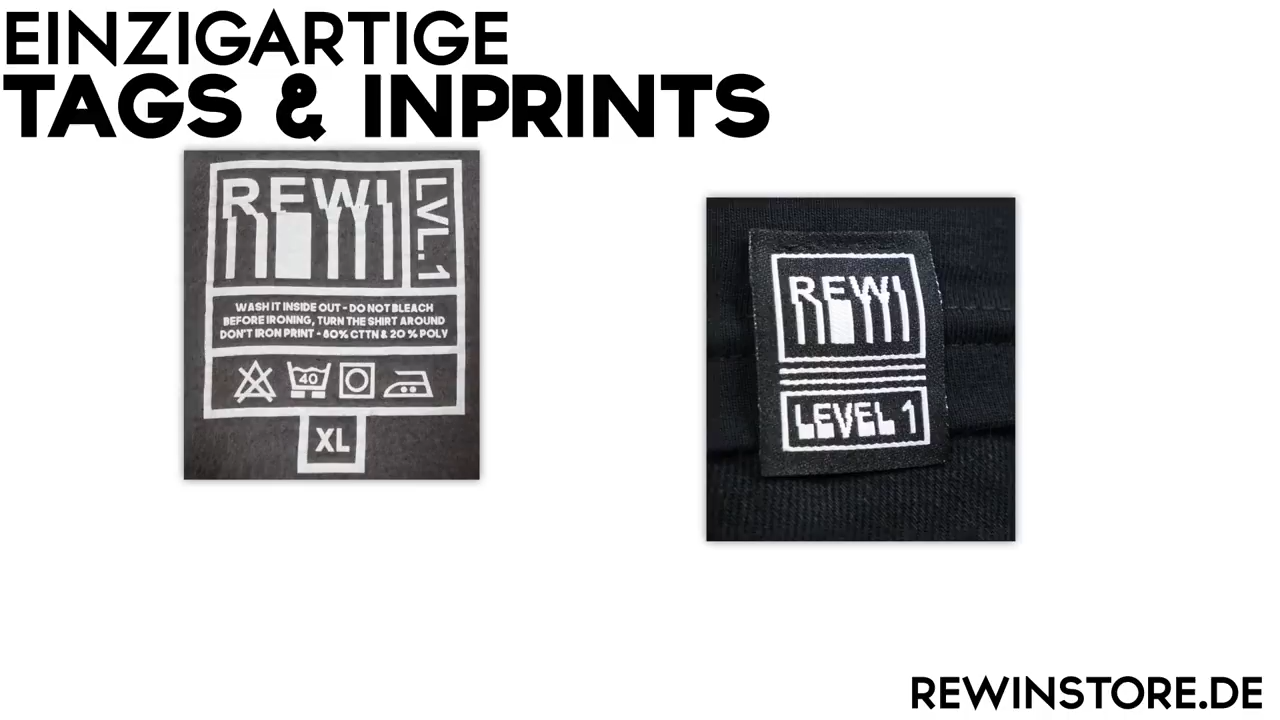 EINZIGARTIGE
TAGS & INPRINTS
REWI
LVL.1
WASH IT INSIDE OUT - DO NOT BLEACH
BEFORE IRONING, TURN THE SHIRT AROUND
DON'T IRON PRINT - 80% CTTN & 20 % POLY
40
XL
REWI
LEVEL 1
REWINSTORE.DE